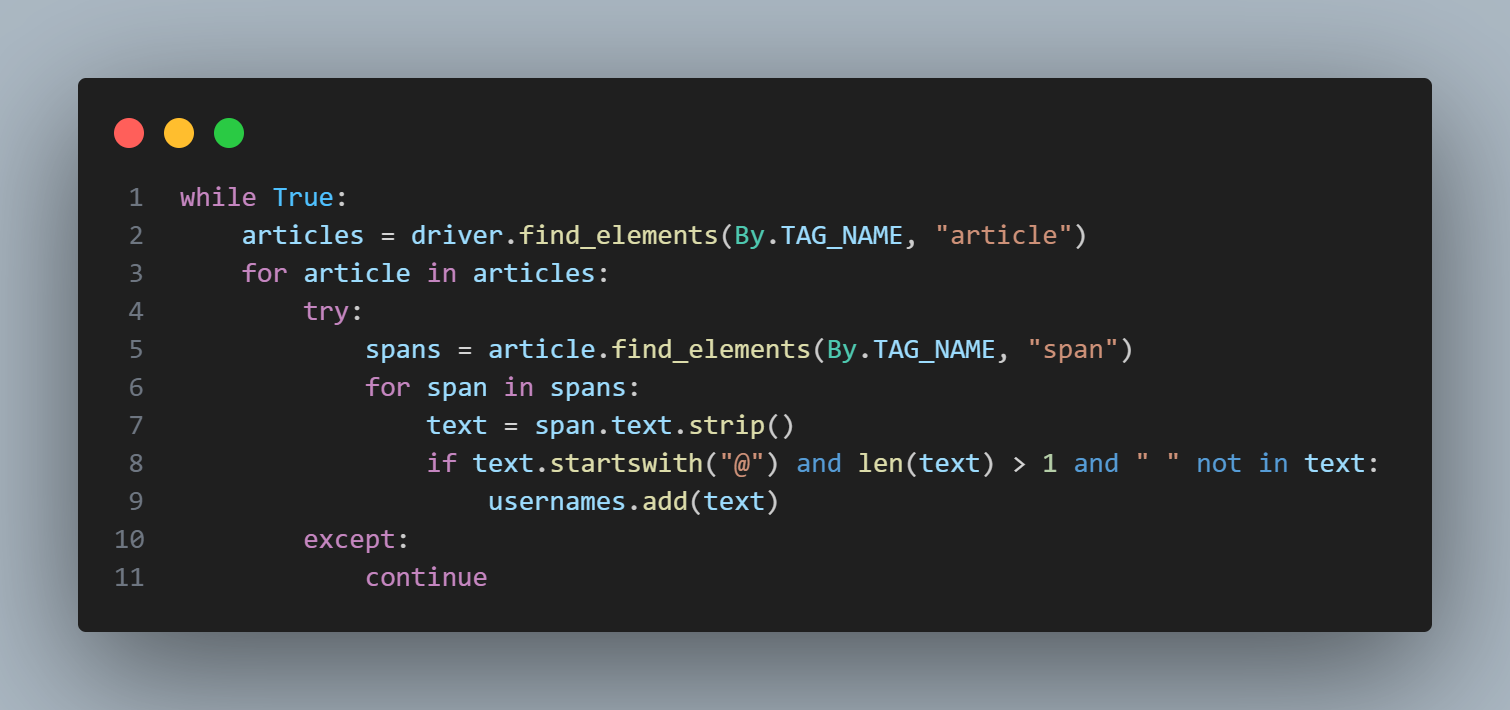 1 while True:
2     articles = driver.find_elements(By.TAG_NAME, "article")
3     for article in articles:
4         try:
5             spans = article.find_elements(By.TAG_NAME, "span")
6             for span in spans:
7                 text = span.text.strip()
8                 if text.startswith("@") and len(text) > 1 and " " not in text:
9                     usernames.add(text)
10         except:
11             continue